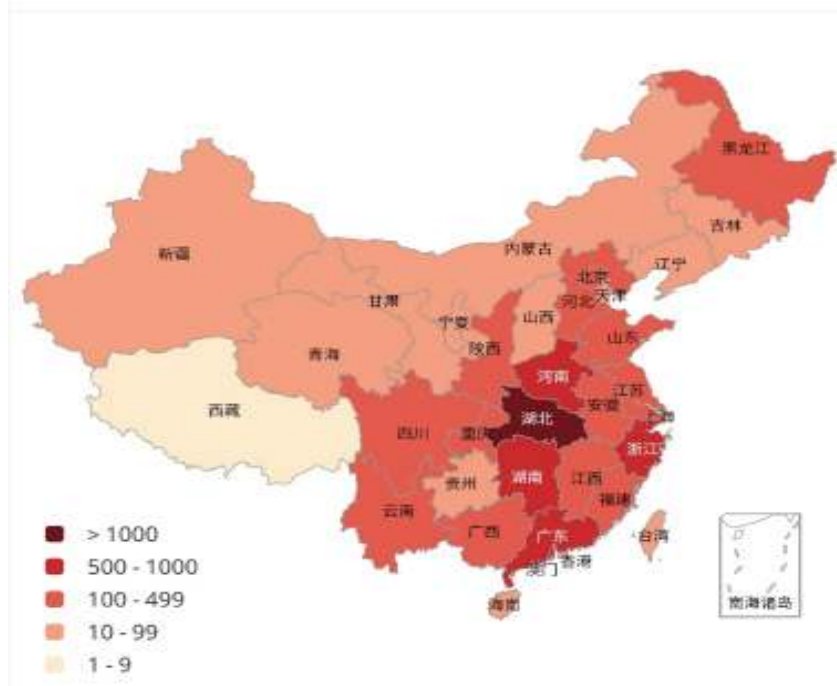 黑龙江
吉林
新疆
内蒙古
辽宁
北京
天津
甘肃
河北
宁夏
山西
山东
青海
陕西
河南
江苏
西藏
安徽
湖北
四川
重庆
浙江
湖南
江西
贵州
福建
云南
广西
广东
台湾
香港
澳门
海南
南海诸岛
> 1000
500 - 1000
100 - 499
10 - 99
1 - 9